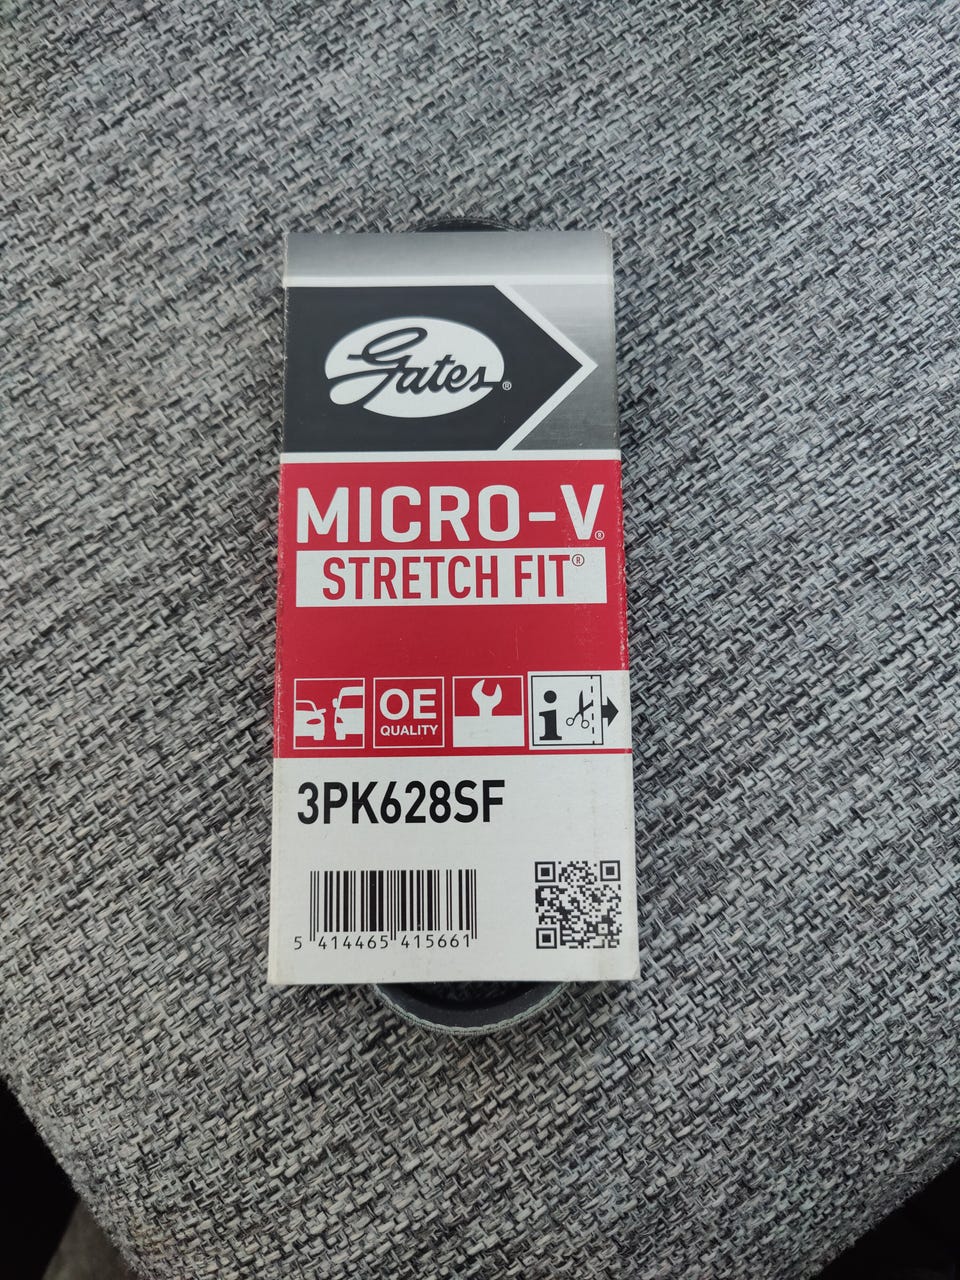 Gates®
MICRO-V®
STRETCH FIT®
OE
QUALITY
i
3PK628SF
5 414465 415661